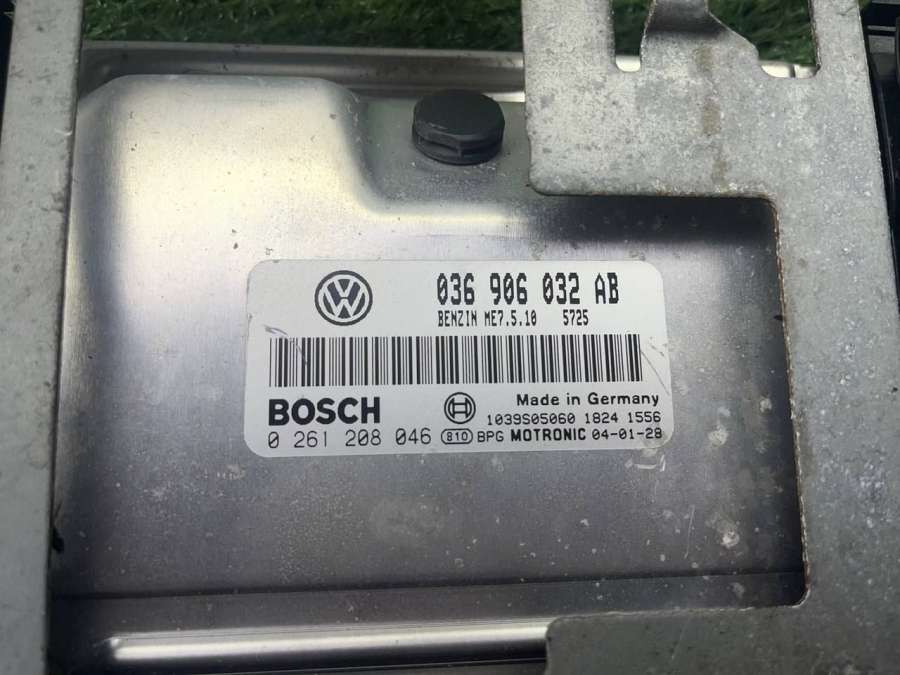 036 906 032 AB
BENZIN ME7.5.10 5725
Made in Germany
BOSCH
1039S05060 1824 1556
0 261 208 046 810 BPG MOTRONIC 04-01-28